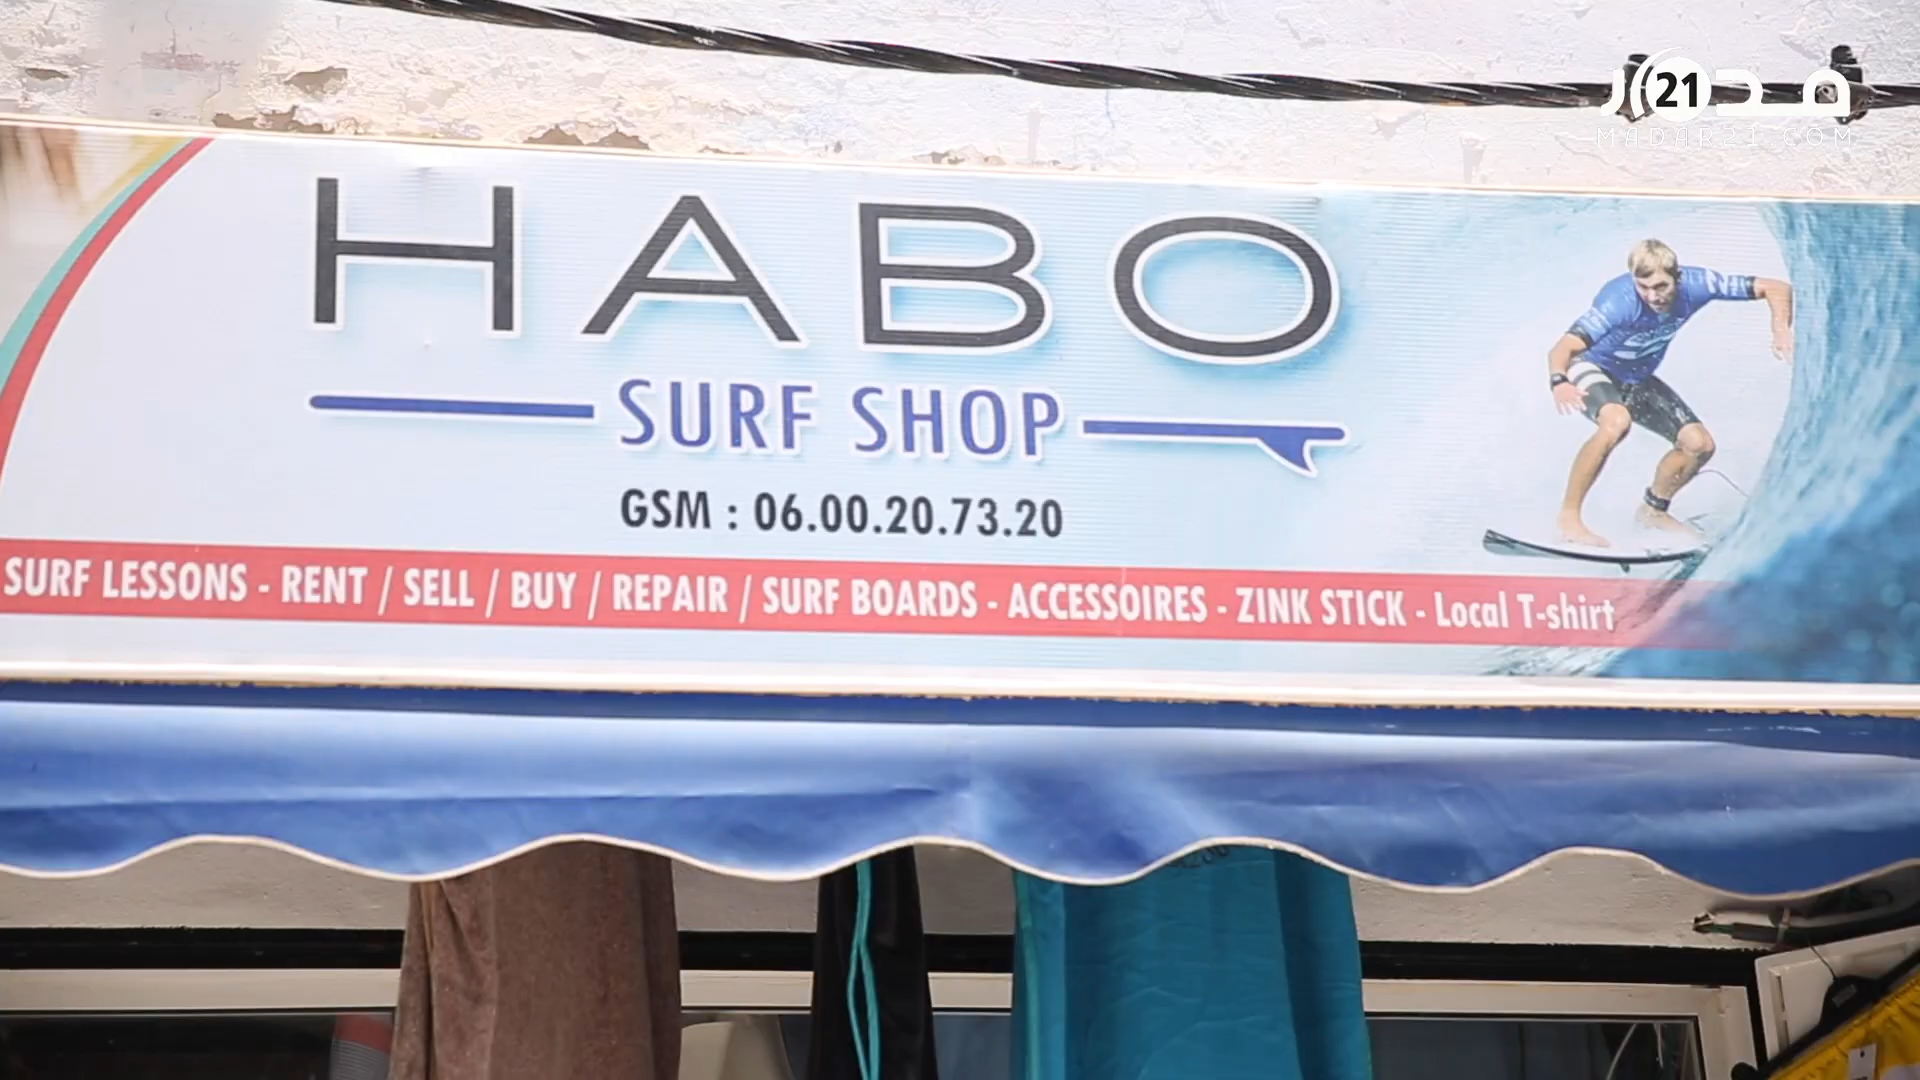 مدار 21
MADAR21.COM
HABO
SURF SHOP
GSM : 06.00.20.73.20
SURF LESSONS - RENT / SELL / BUY / REPAIR / SURF BOARDS - ACCESSOIRES - ZINK STICK - Local T-shirt